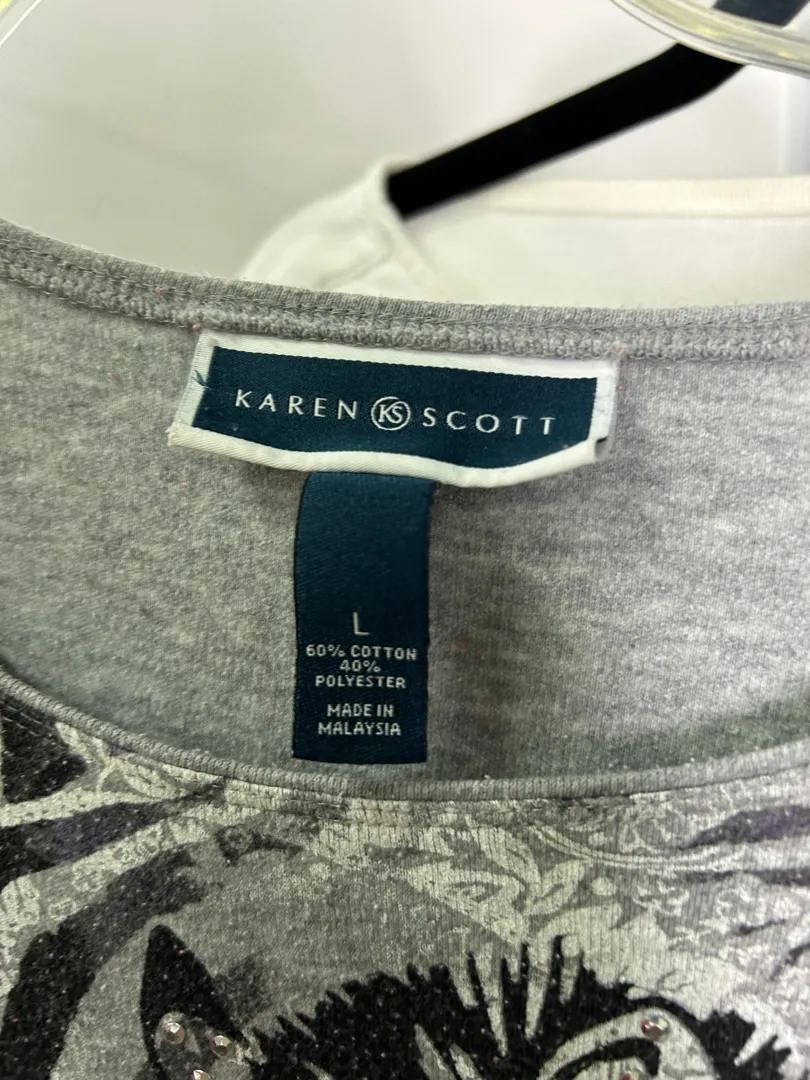 KAREN KS SCOTT
L
60% COTTON
40%
POLYESTER
MADE IN
MALAYSIA